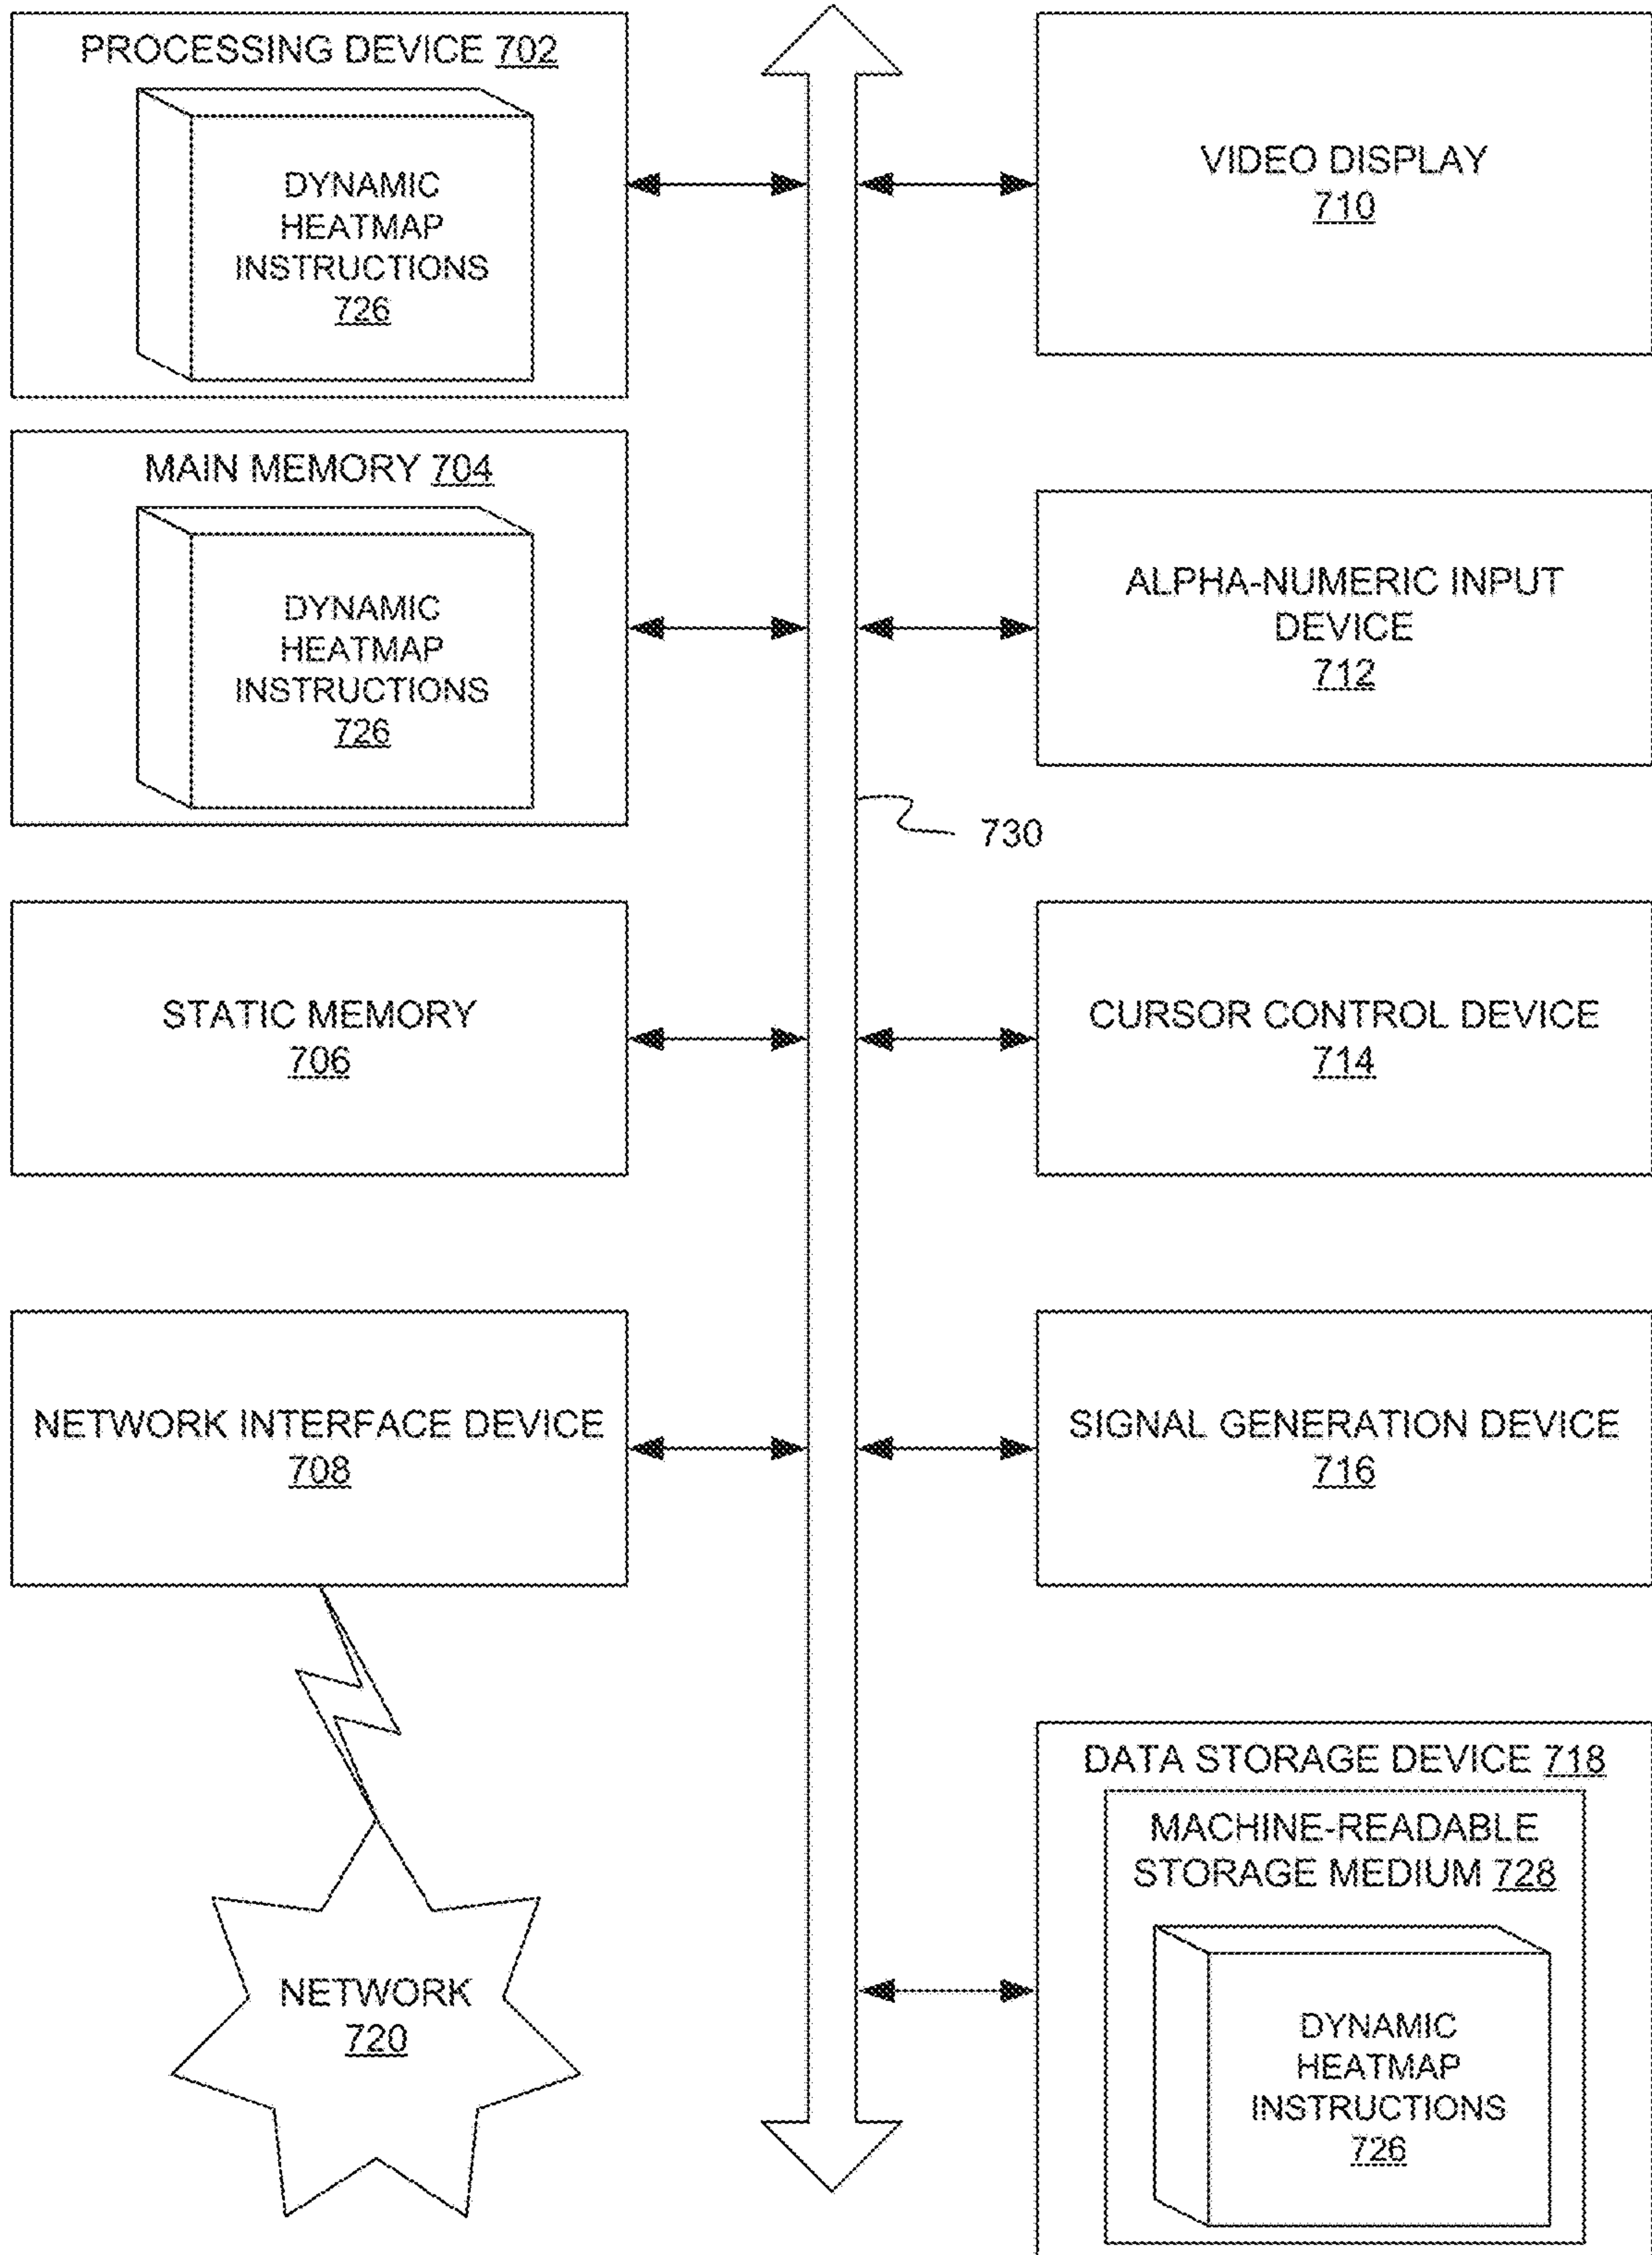 PROCESSING DEVICE 702
DYNAMIC
HEATMAP
INSTRUCTIONS
726
MAIN MEMORY 704
DYNAMIC
HEATMAP
INSTRUCTIONS
726
STATIC MEMORY
706
NETWORK INTERFACE DEVICE
708
NETWORK
720
730
VIDEO DISPLAY
710
ALPHA-NUMERIC INPUT
DEVICE
712
CURSOR CONTROL DEVICE
714
SIGNAL GENERATION DEVICE
716
DATA STORAGE DEVICE 718
MACHINE-READABLE
STORAGE MEDIUM 728
DYNAMIC
HEATMAP
INSTRUCTIONS
726